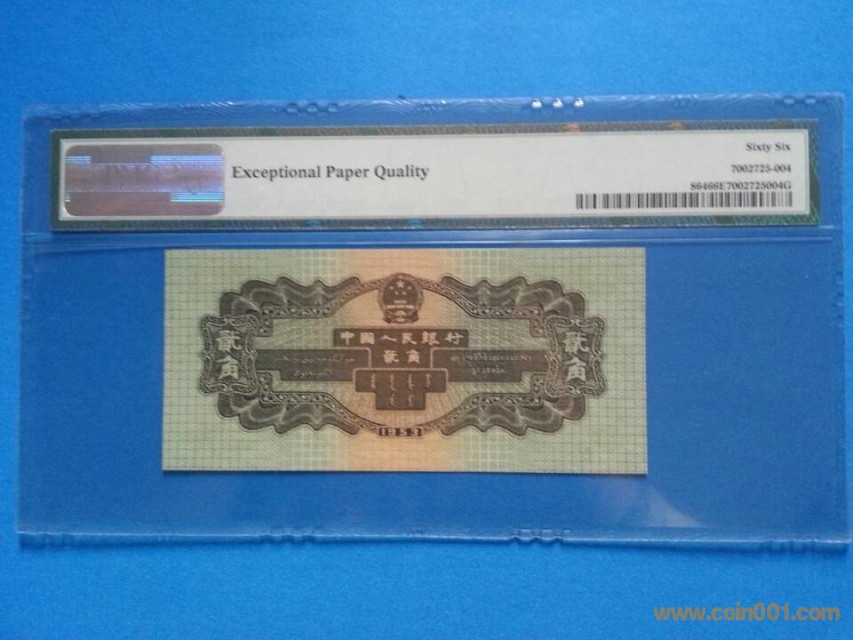 Sixty Six
Exceptional Paper Quality
7002725-004
86466E7002725004G
中國人民銀行
貳角
貳角
貳角
1953
www.coin001.com